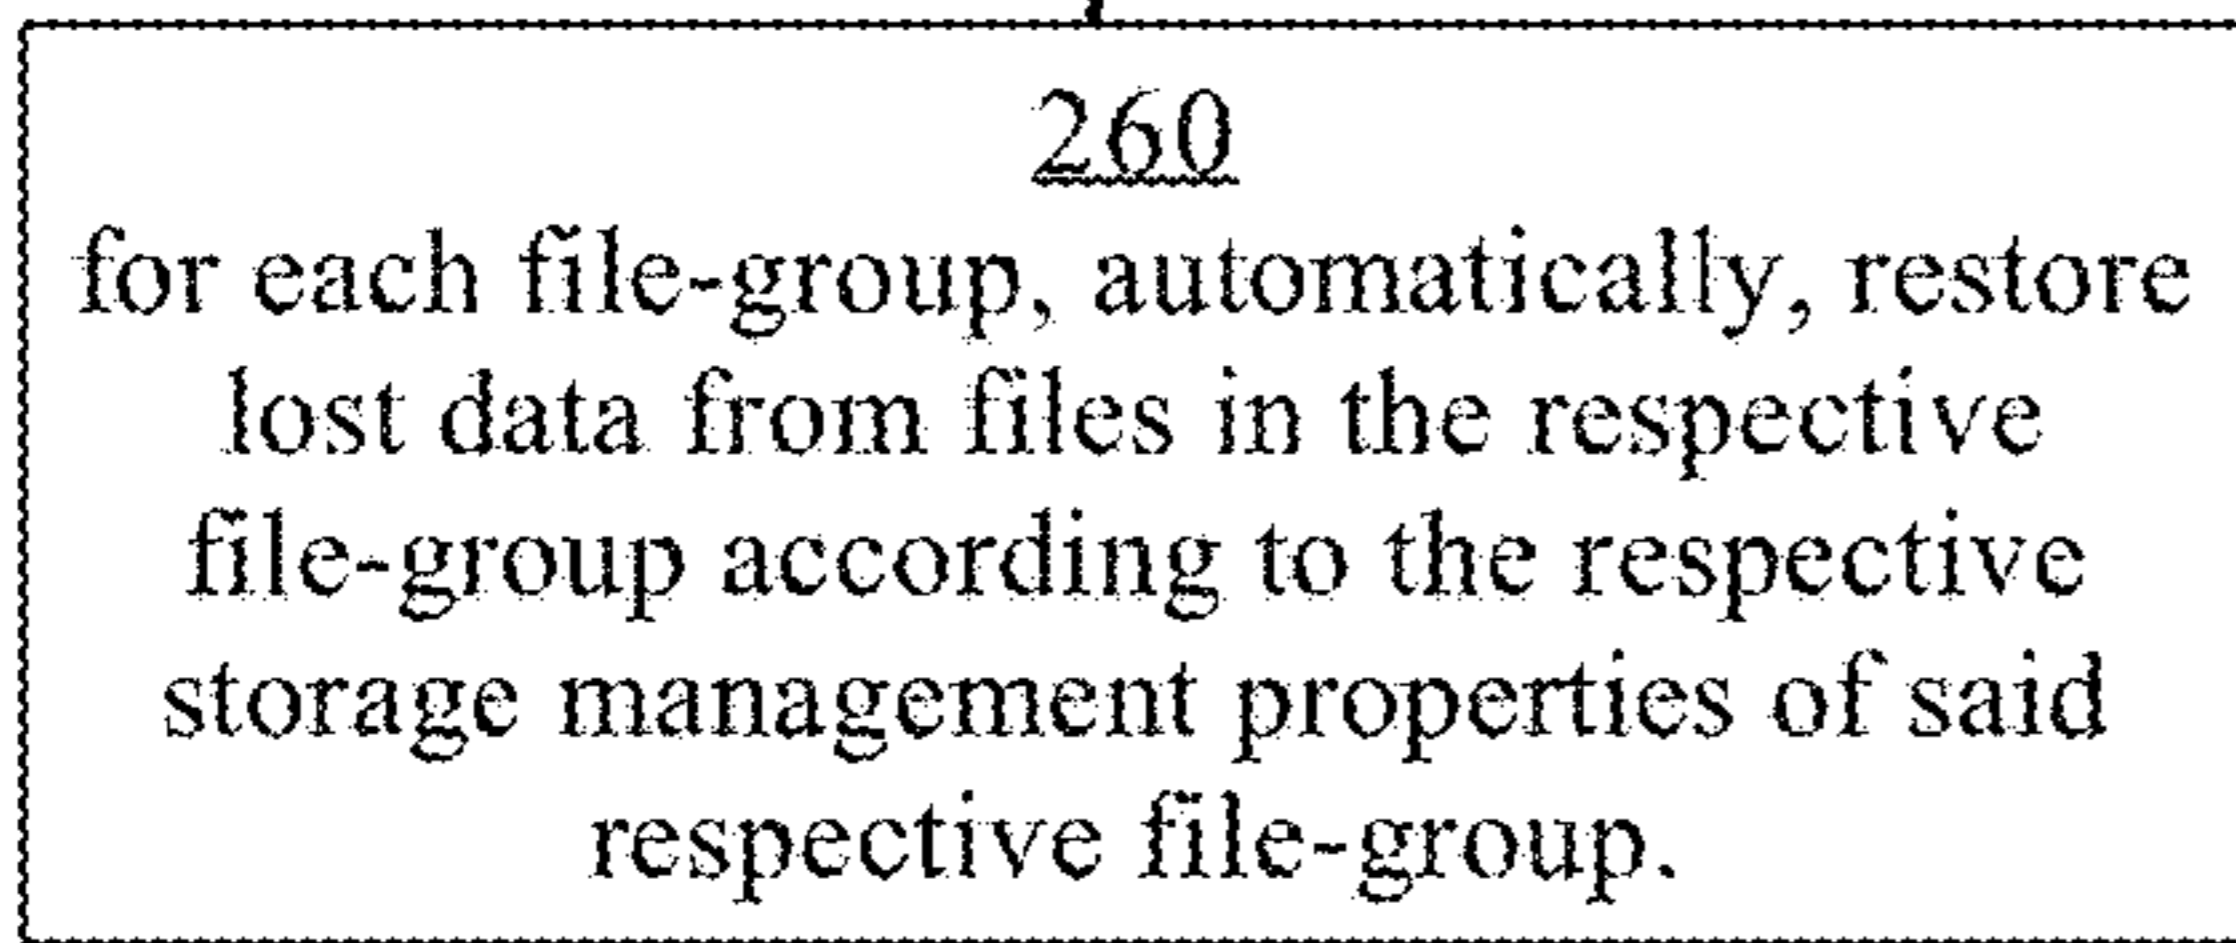 260
for each file-group, automatically, restore
lost data from files in the respective
file-group according to the respective
storage management properties of said
respective file-group.